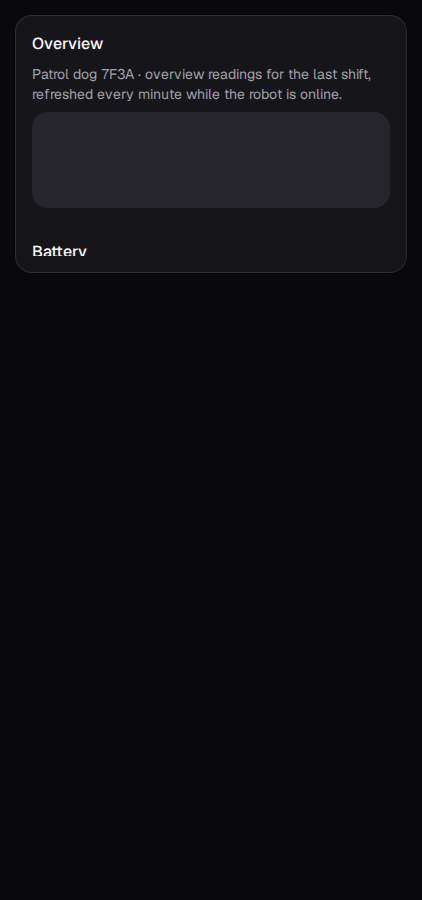 Overview
Patrol dog 7F3A · overview readings for the last shift,
refreshed every minute while the robot is online.
Battery